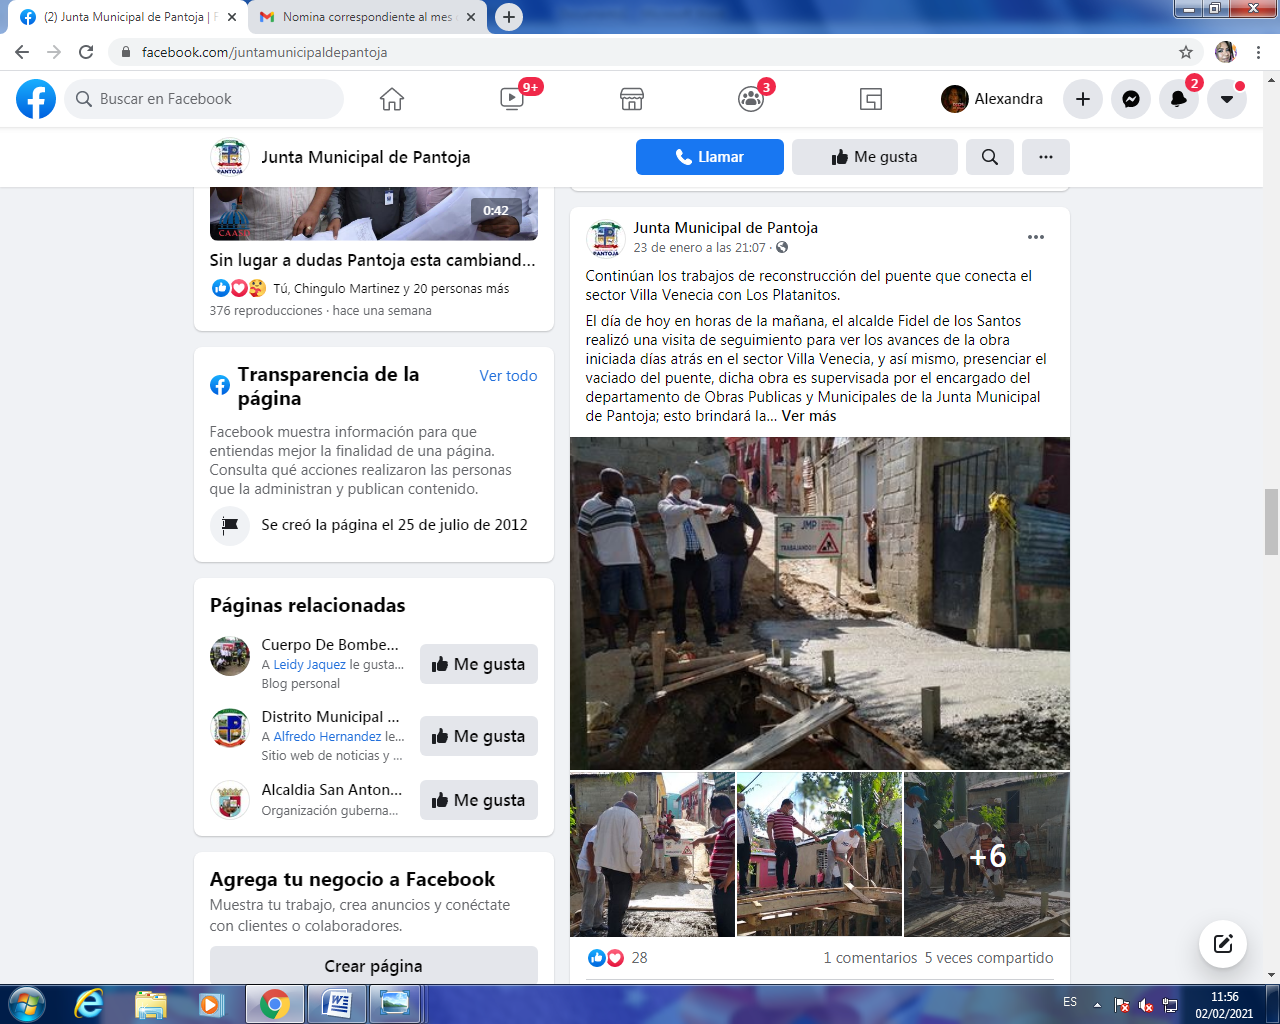 (2) Junta Municipal de Pantoja | F
Nomina correspondiente al mes
facebook.com/juntamunicipaldepantoja
Buscar en Facebook
9+
3
Alexandra
2
Junta Municipal de Pantoja
Llamar
Me gusta
PANTOJA
CAASD
0:42
Sin lugar a dudas Pantoja esta cambiand...
Tú, Chingulo Martinez y 20 personas más
376 reproducciones · hace una semana
Transparencia de la
página
Ver todo
Facebook muestra información para que
entiendas mejor la finalidad de una página.
Consulta qué acciones realizaron las personas
que la administran y publican contenido.
Se creó la página el 25 de julio de 2012
Páginas relacionadas
Cuerpo De Bombe...
A Leidy Jaquez le gusta...
Blog personal
Me gusta
Distrito Municipal ...
A Alfredo Hernandez le...
Sitio web de noticias y ...
Me gusta
Alcaldia San Anton...
Organización guberna...
Me gusta
Agrega tu negocio a Facebook
Muestra tu trabajo, crea anuncios y conéctate
con clientes o colaboradores.
Crear página
PANTOJA
Junta Municipal de Pantoja
23 de enero a las 21:07 ·
Continúan los trabajos de reconstrucción del puente que conecta el
sector Villa Venecia con Los Platanitos.
El día de hoy en horas de la mañana, el alcalde Fidel de los Santos
realizó una visita de seguimiento para ver los avances de la obra
iniciada días atrás en el sector Villa Venecia, y así mismo, presenciar el
vaciado del puente, dicha obra es supervisada por el encargado del
departamento de Obras Publicas y Municipales de la Junta Municipal
de Pantoja; esto brindará la... Ver más
JMP
TRABAJANDO
+6
28
1 comentarios 5 veces compartido
ES
11:56
02/02/2021